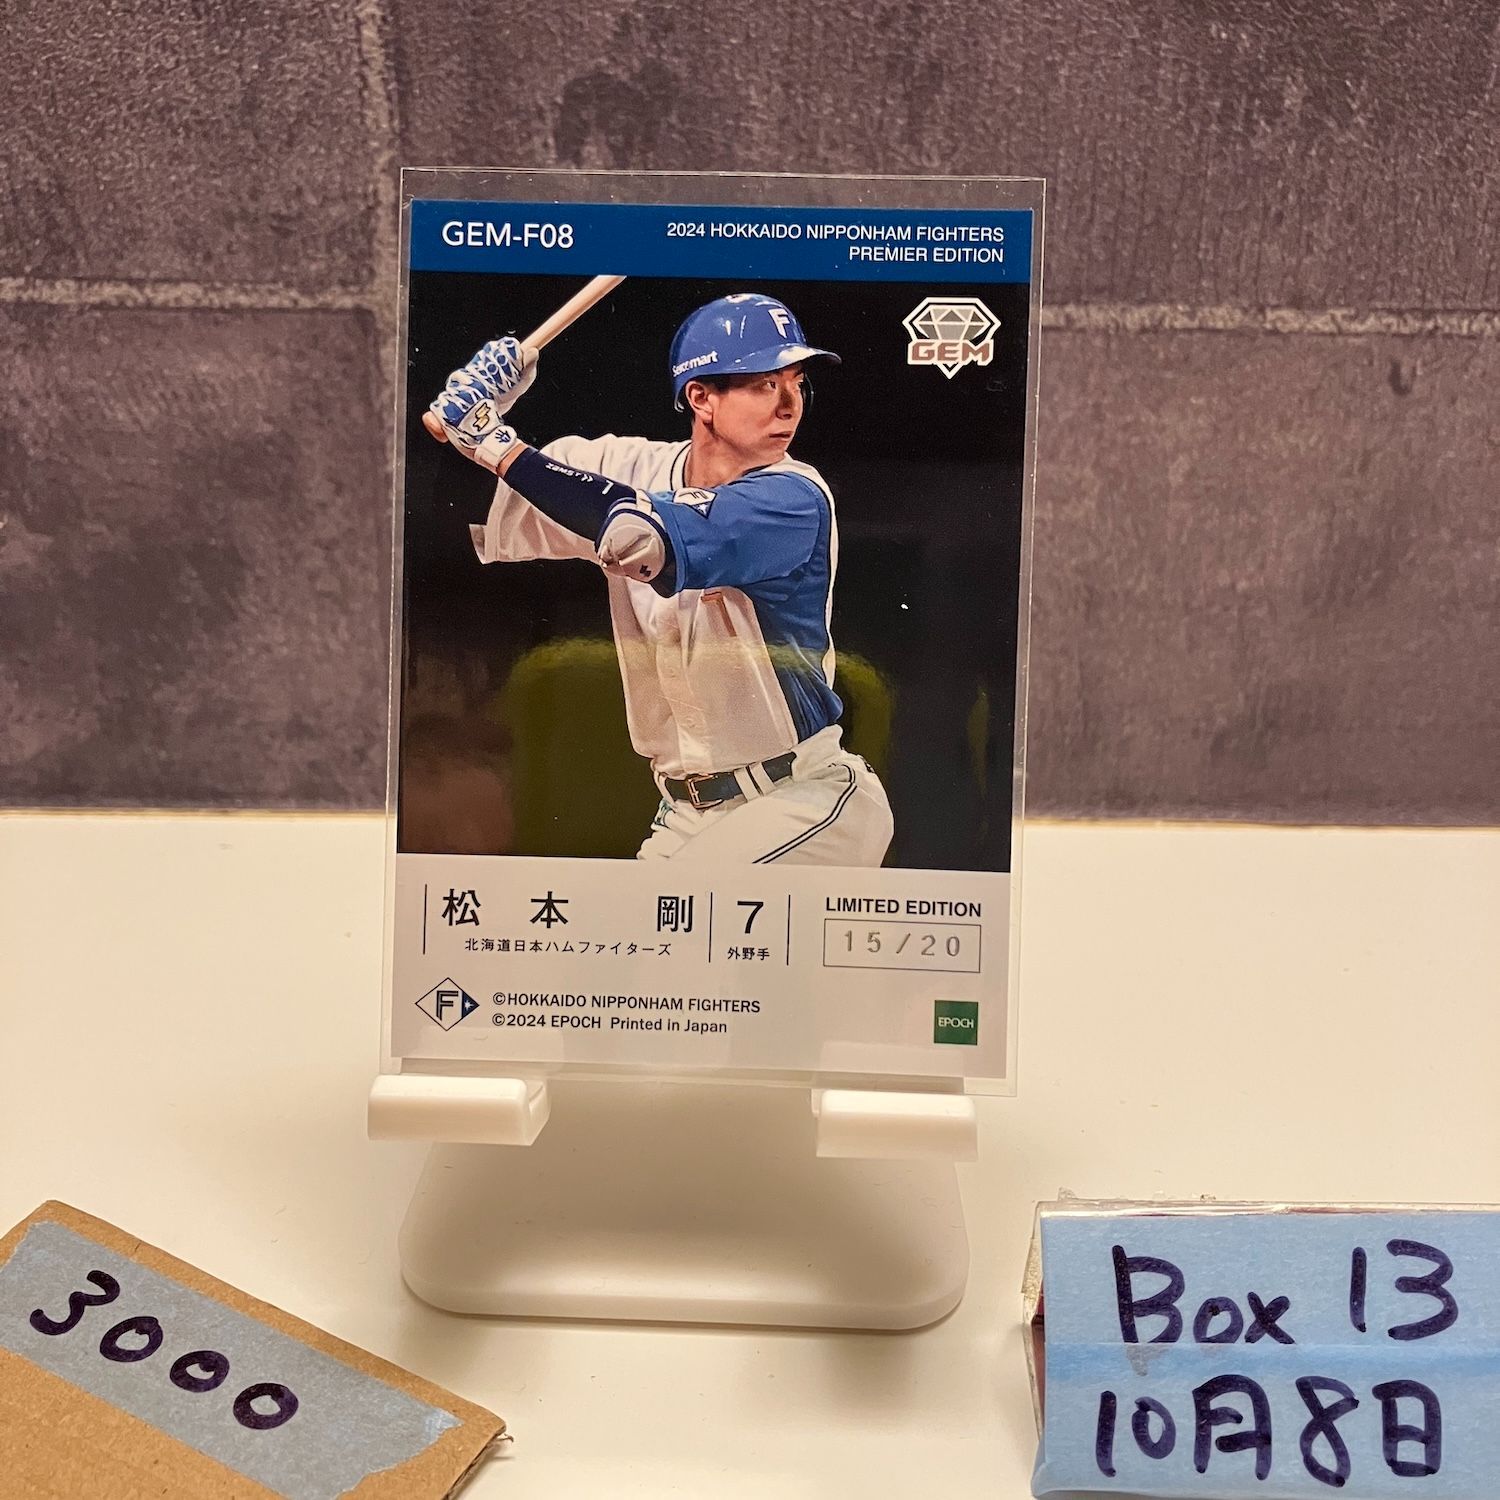 GEM-F08
2024 HOKKAIDO NIPPONHAM FIGHTERS
PREMIER EDITION
F
Seicomart
GEM
松本 剛
北海道日本ハムファイターズ
7
外野手
LIMITED EDITION
15/20
F
©HOKKAIDO NIPPONHAM FIGHTERS
©2024 EPOCH Printed in Japan
EPOCH
3000
Box 13
10月8日